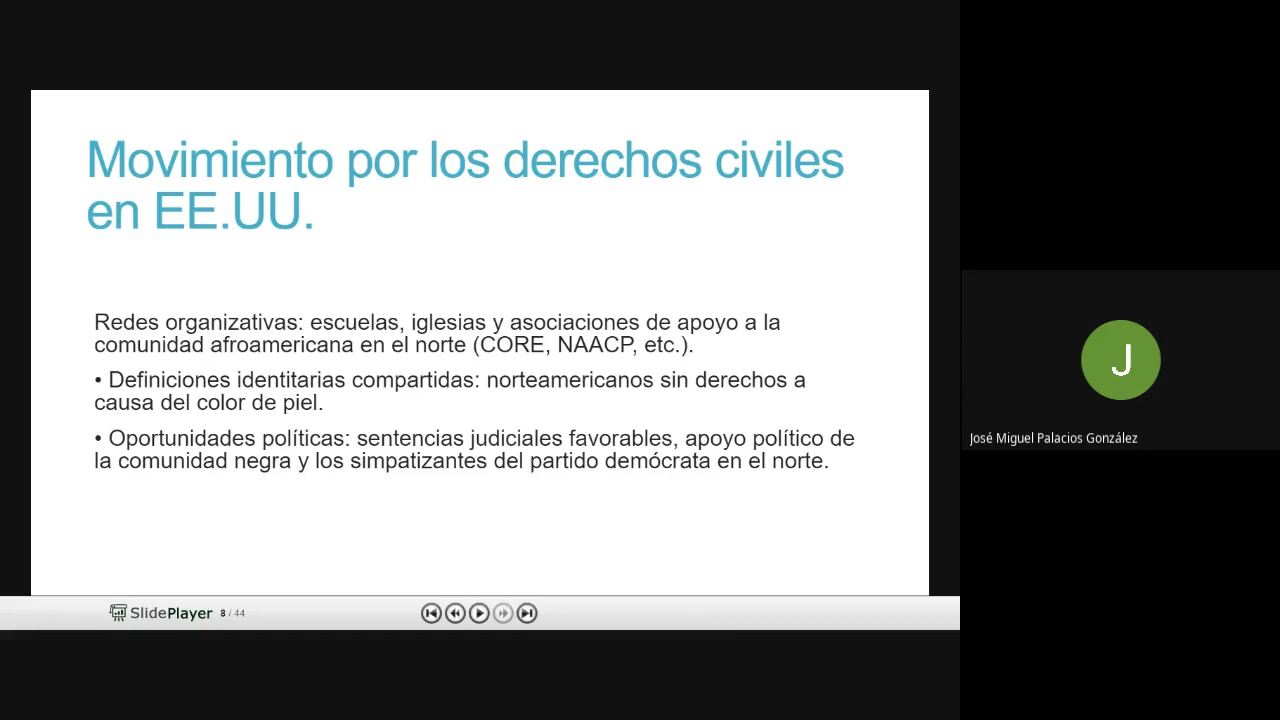 Movimiento por los derechos civiles
en EE.UU.
Redes organizativas: escuelas, iglesias y asociaciones de apoyo a la
comunidad afroamericana en el norte (CORE, NAACP, etc.).
• Definiciones identitarias compartidas: norteamericanos sin derechos a
causa del color de piel.
• Oportunidades políticas: sentencias judiciales favorables, apoyo político de
la comunidad negra y los simpatizantes del partido demócrata en el norte.
SlidePlayer 8 / 44
J
José Miguel Palacios González